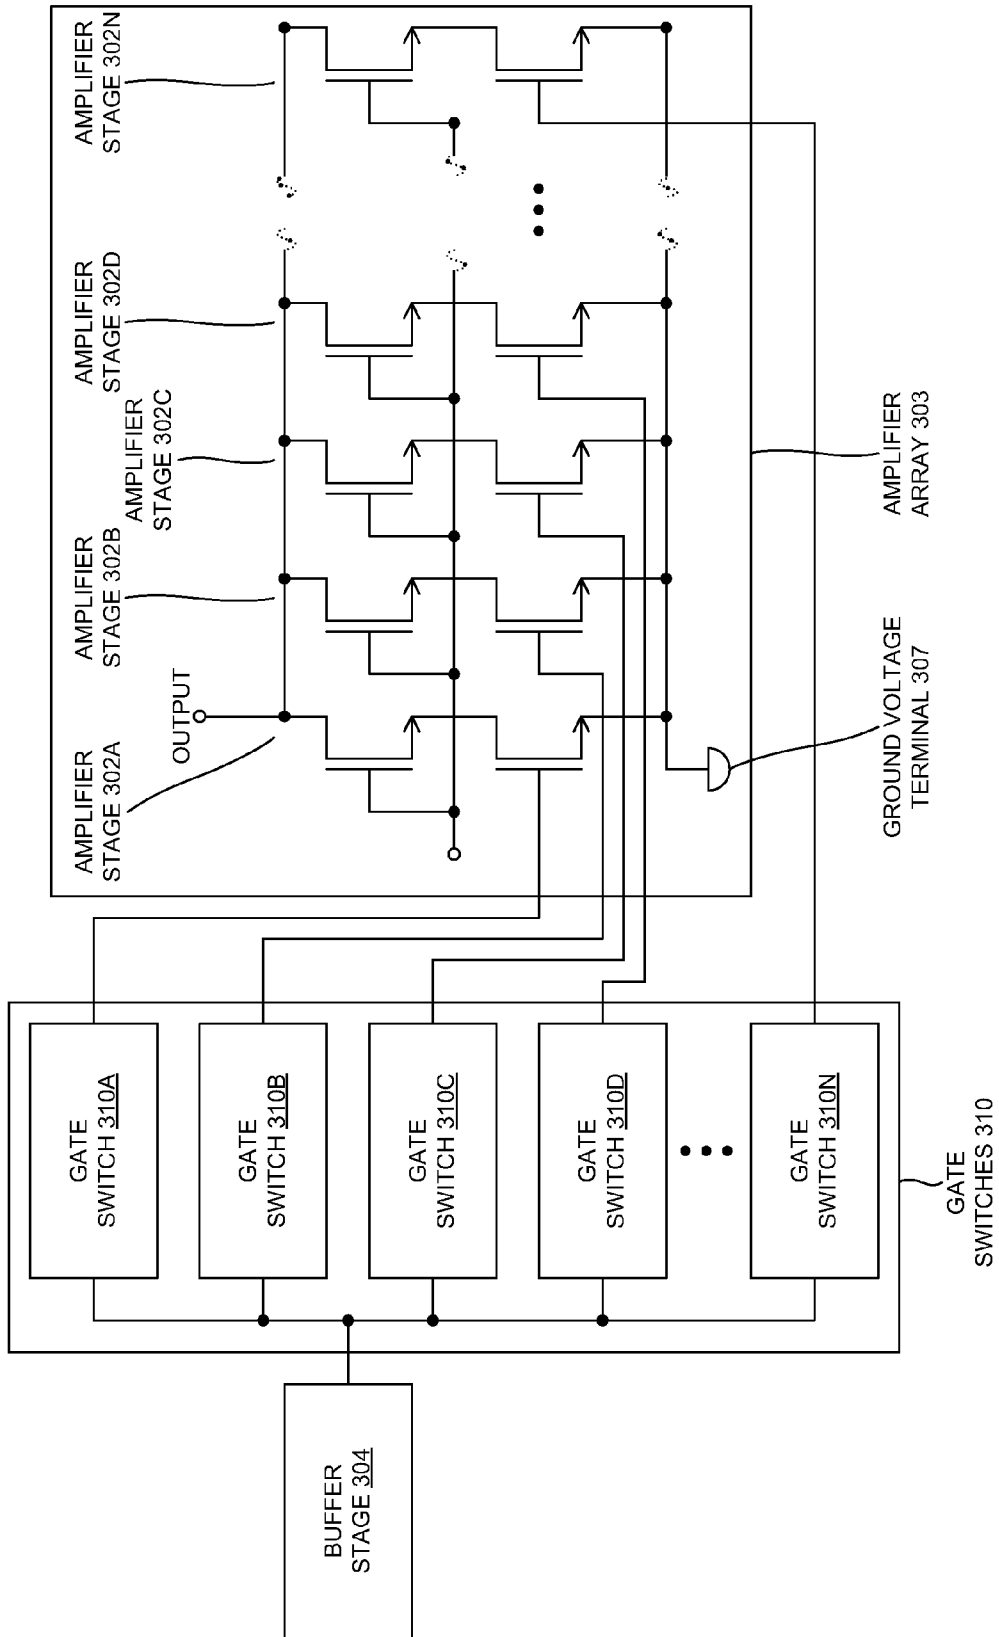 BUFFER
STAGE 304
GATE
SWITCH 310A
GATE
SWITCH 310B
GATE
SWITCH 310C
GATE
SWITCH 310D
GATE
SWITCH 310N
GATE
SWITCHES 310
AMPLIFIER
STAGE 302A
OUTPUT
AMPLIFIER
STAGE 302B
AMPLIFIER
STAGE 302C
AMPLIFIER
STAGE 302D
AMPLIFIER
STAGE 302N
GROUND VOLTAGE
TERMINAL 307
AMPLIFIER
ARRAY 303